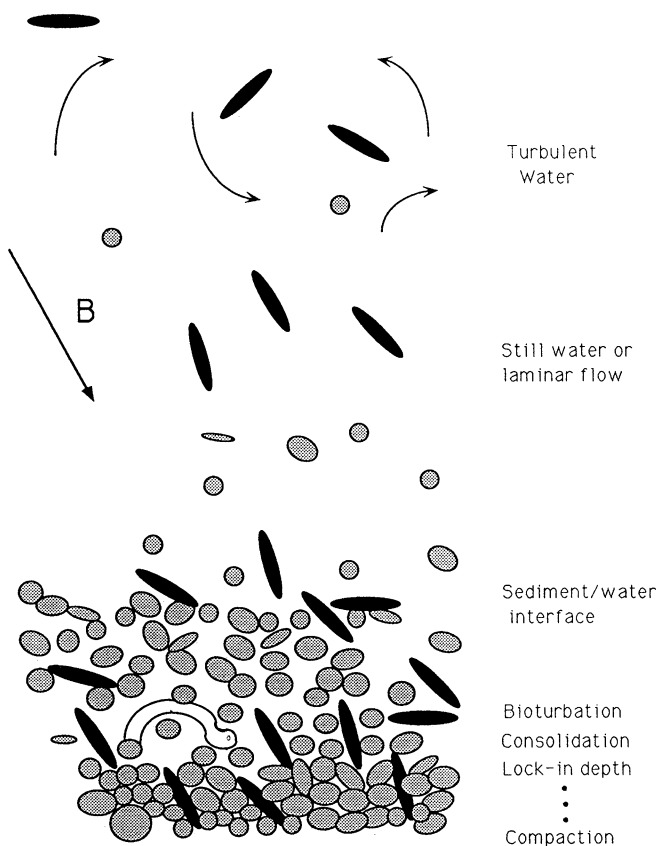 Turbulent
Water
B
Still water or
laminar flow
Sediment/water
interface
Bioturbation
Consolidation
Lock-in depth
Compaction